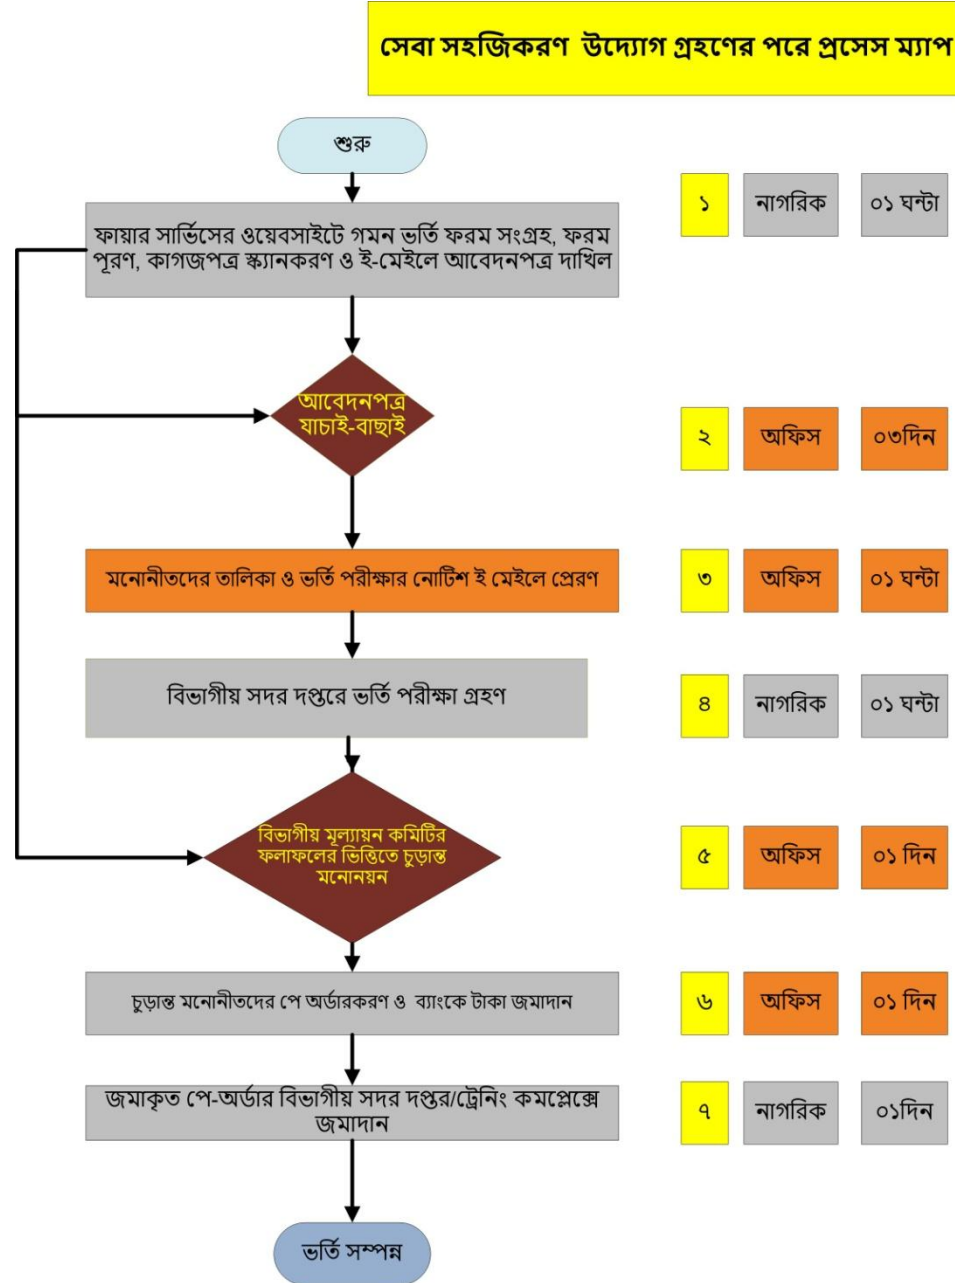 সেবা সহজিকরণ উদ্যোগ গ্রহণের পরে প্রসেস ম্যাপ
শুরু
ফায়ার সার্ভিসের ওয়েবসাইটে গমন ভর্তি ফরম সংগ্রহ, ফরম
পূরণ, কাগজপত্র স্ক্যানকরণ ও ই-মেইলে আবেদনপত্র দাখিল
১ নাগরিক ০১ ঘন্টা
আবেদনপত্র
যাচাই-বাছাই
২ অফিস ০৩দিন
মনোনীতদের তালিকা ও ভর্তি পরীক্ষার নোটিশ ই মেইলে প্রেরণ
৩ অফিস ০১ ঘন্টা
বিভাগীয় সদর দপ্তরে ভর্তি পরীক্ষা গ্রহণ
৪ নাগরিক ০১ ঘন্টা
বিভাগীয় মূল্যায়ন কমিটির
ফলাফলের ভিত্তিতে চুড়ান্ত
মনোনয়ন
৫ অফিস ০১ দিন
চুড়ান্ত মনোনীতদের পে অর্ডারকরণ ও ব্যাংকে টাকা জমাদান
৬ অফিস ০১ দিন
জমাকৃত পে-অর্ডার বিভাগীয় সদর দপ্তর/ট্রেনিং কমপ্লেক্সে
জমাদান
৭ নাগরিক ০১দিন
ভর্তি সম্পন্ন